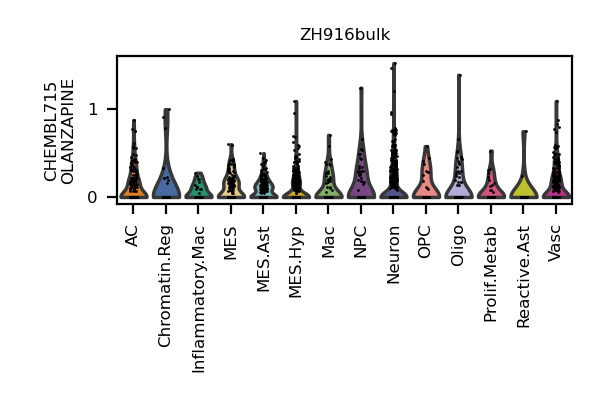 ZH916bulk
CHEMBL715
OLANZAPINE
1
0
AC
Chromatin.Reg
Inflammatory.Mac
MES
MES.Ast
MES.Hyp
Mac
NPC
Neuron
OPC
Oligo
Prolif.Metab
Reactive.Ast
Vasc